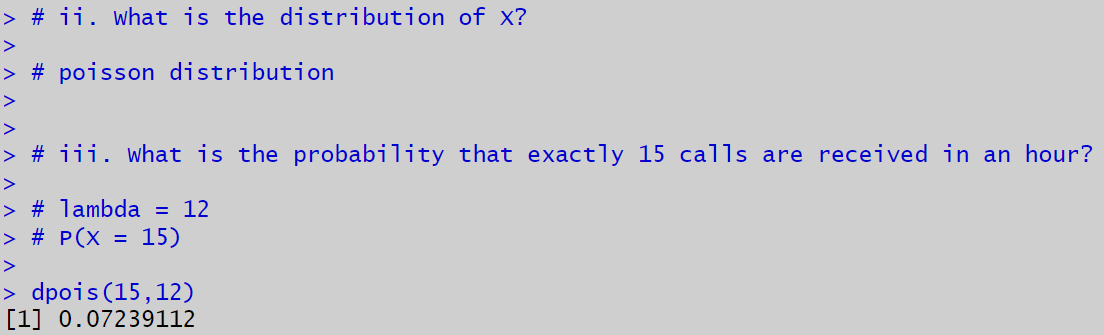 > # ii. What is the distribution of X?
>
> # poisson distribution
>
>
> # iii. What is the probability that exactly 15 calls are received in an hour?
>
> # lambda = 12
> # P(X = 15)
>
> dpois(15,12)
[1] 0.07239112